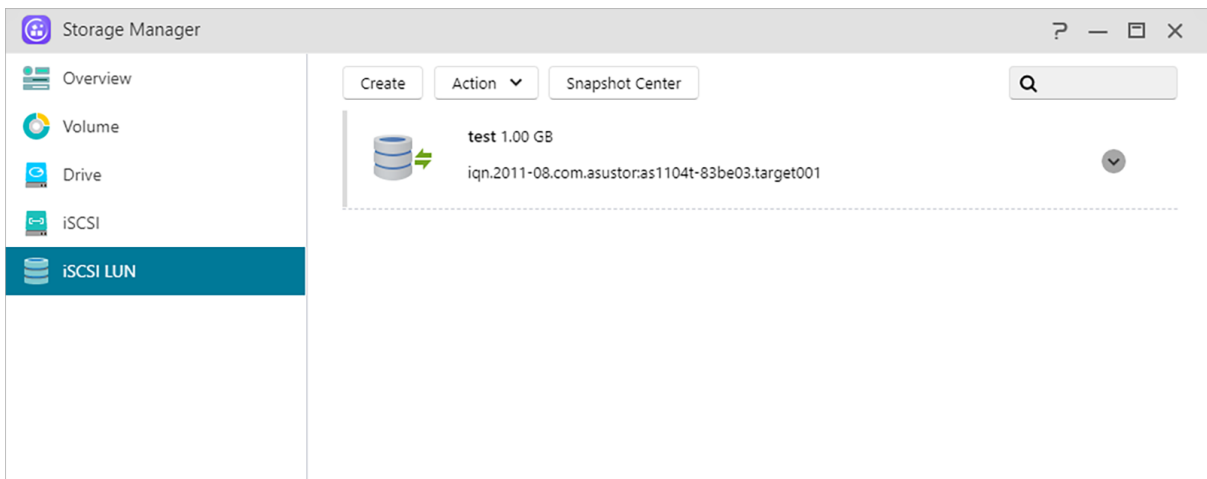 Storage Manager
Overview
Volume
Drive
iSCSI
iSCSI LUN
Create Action Snapshot Center
test 1.00 GB
iqn.2011-08.com.asustor:as1104t-83be03.target001